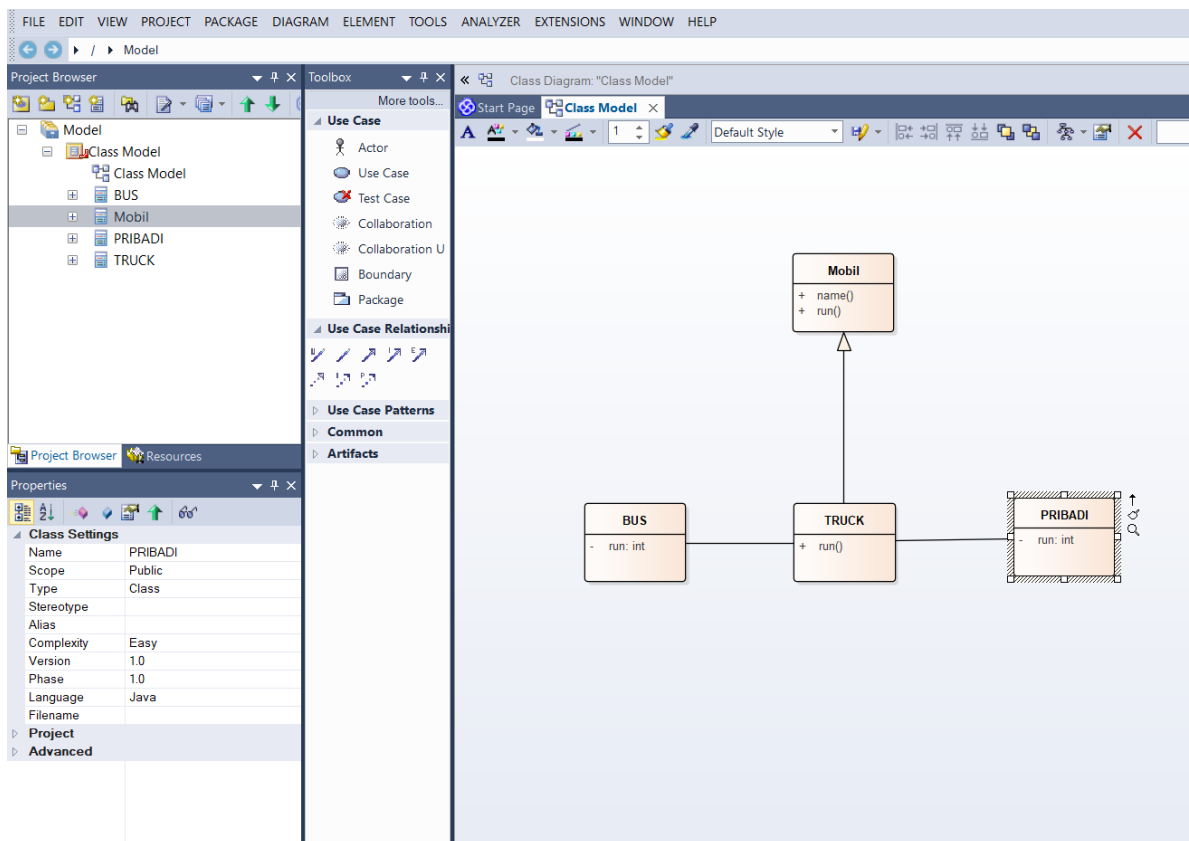 FILE EDIT VIEW PROJECT PACKAGE DIAGRAM ELEMENT TOOLS ANALYZER EXTENSIONS WINDOW HELP
/ Model
Project Browser
Model
Class Model
Class Model
BUS
Mobil
PRIBADI
TRUCK
Project Browser Resources
Properties
Class Settings
Name PRIBADI
Scope Public
Type Class
Stereotype
Alias
Complexity Easy
Version 1.0
Phase 1.0
Language Java
Filename
Project
Advanced
Toolbox
More tools...
Use Case
Actor
Use Case
Test Case
Collaboration
Collaboration U
Boundary
Package
Use Case Relationshi
Use Case Patterns
Common
Artifacts
Class Diagram: "Class Model"
Start Page Class Model
1 Default Style
Mobil
+ name()
+ run()
BUS
- run: int
TRUCK
+ run()
PRIBADI
- run: int